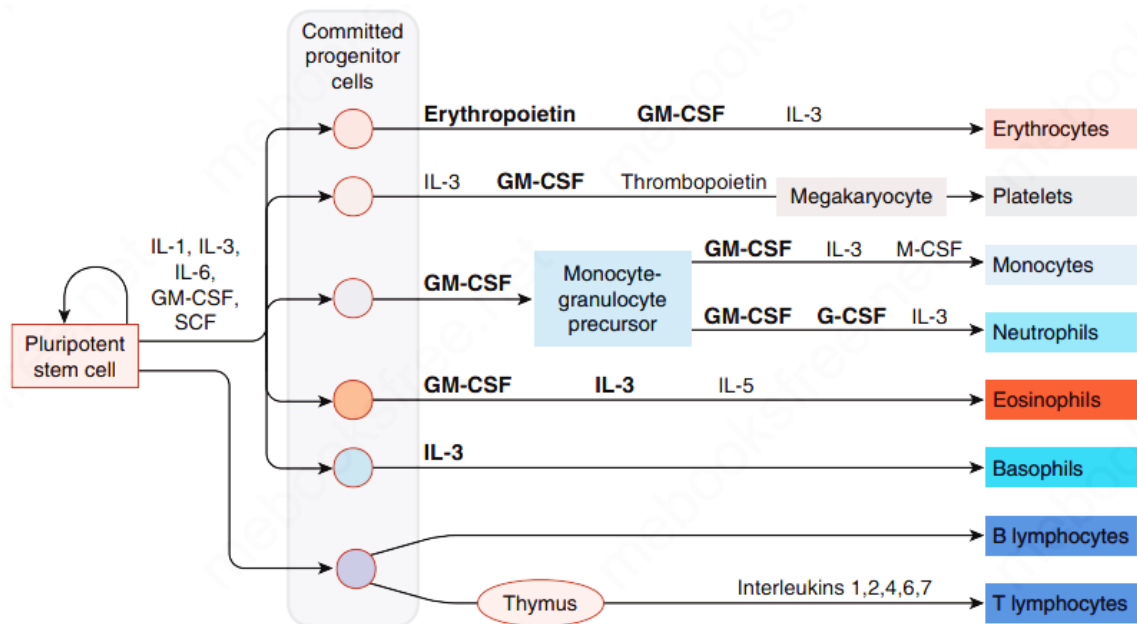 Committed
progenitor
cells
Erythropoietin GM-CSF IL-3
Erythrocytes
IL-3 GM-CSF Thrombopoietin
Megakaryocyte
Platelets
IL-1, IL-3,
IL-6,
GM-CSF,
SCF
Pluripotent
stem cell
GM-CSF
Monocyte-
granulocyte
precursor
GM-CSF IL-3 M-CSF
Monocytes
GM-CSF G-CSF IL-3
Neutrophils
GM-CSF IL-3 IL-5
Eosinophils
IL-3
Basophils
B lymphocytes
Thymus
Interleukins 1,2,4,6,7
T lymphocytes